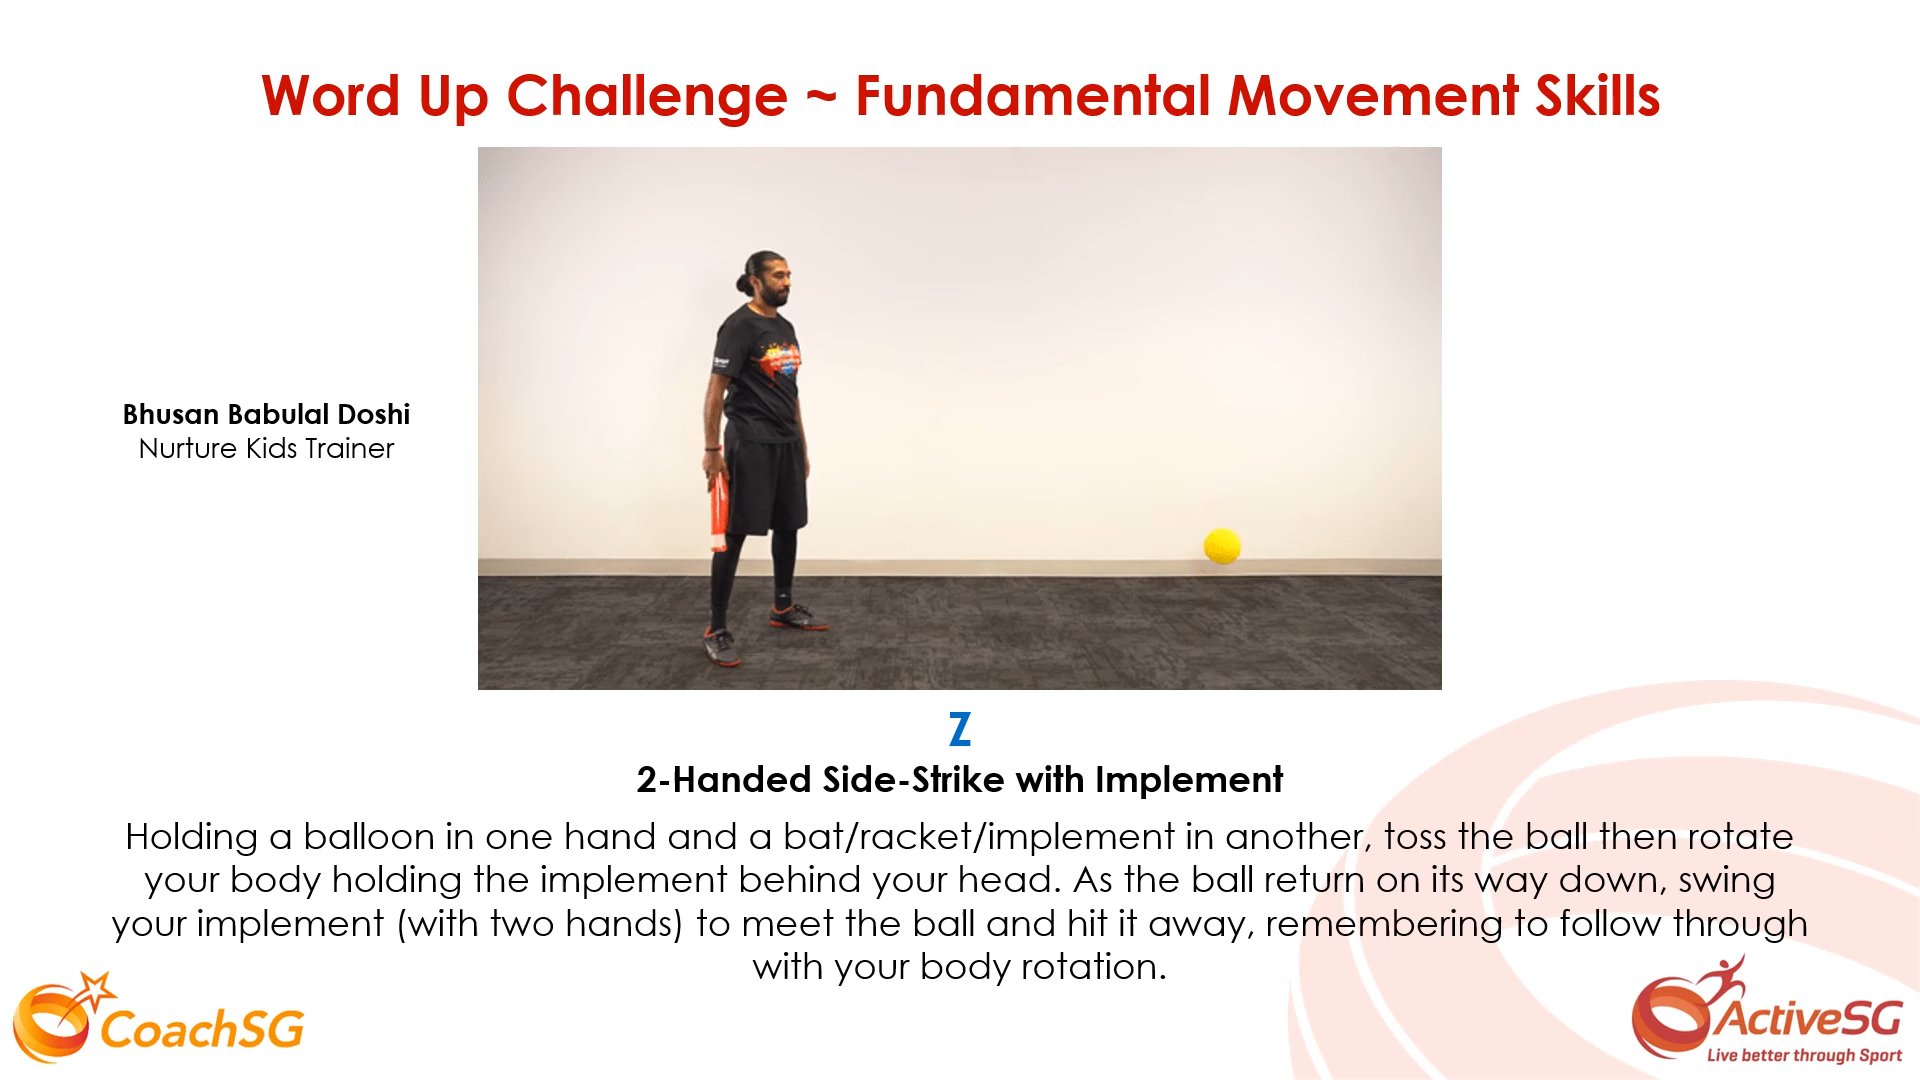 Word Up Challenge ~ Fundamental Movement Skills
Bhusan Babulal Doshi
Nurture Kids Trainer
Z
2-Handed Side-Strike with Implement
Holding a balloon in one hand and a bat/racket/implement in another, toss the ball then rotate
your body holding the implement behind your head. As the ball return on its way down, swing
your implement (with two hands) to meet the ball and hit it away, remembering to follow through
with your body rotation.
CoachSG
ActiveSG
Live better through Sport